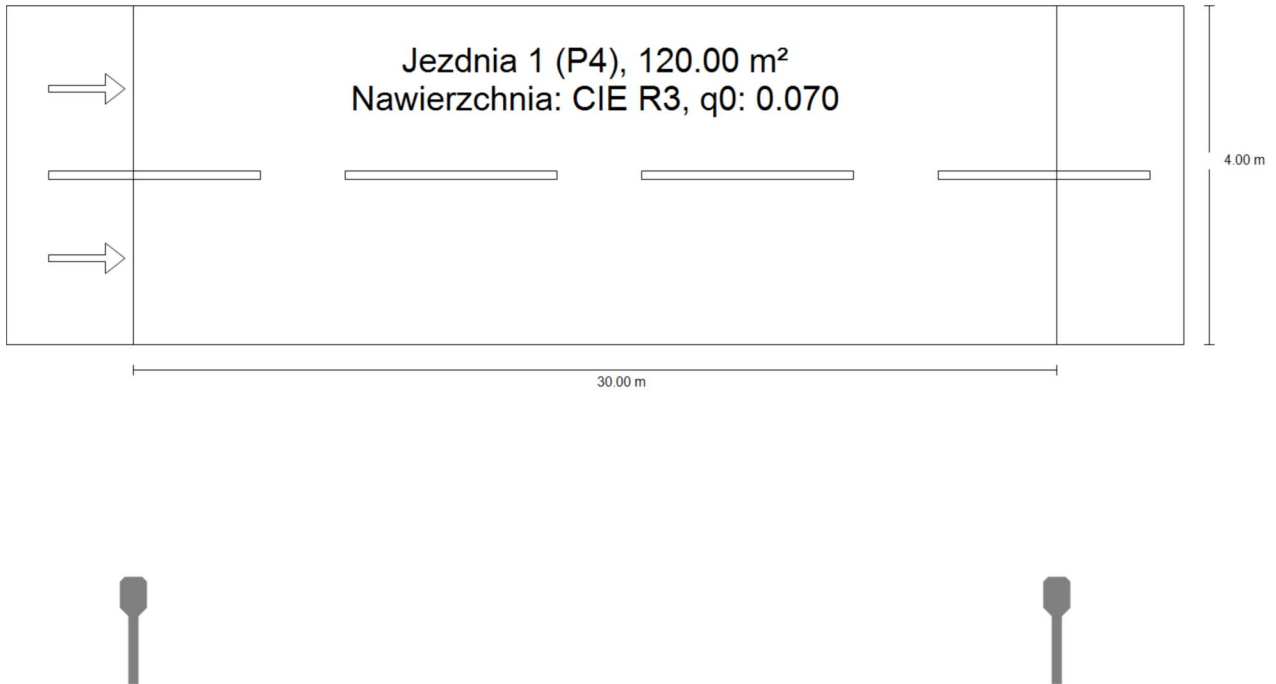 Jezdnia 1 (P4), 120.00 m²
Nawierzchnia: CIE R3, q0: 0.070
4.00 m
30.00 m